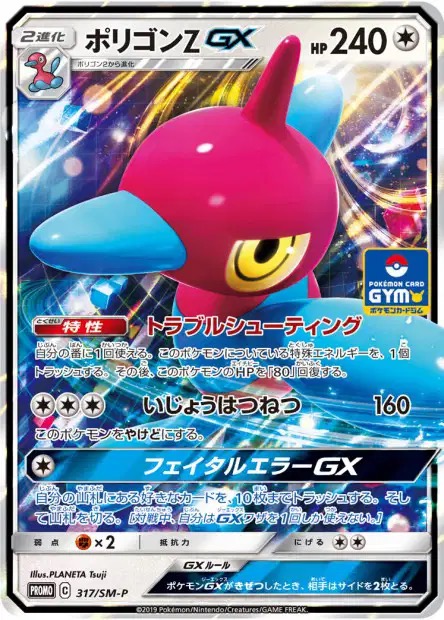 2進化 ポリゴンZ GX HP 240
ポリゴン2から進化
POKÉMON CARD
GYM
ポケモンカードジム
とくせい 特性 トラブルシューティング
自分の番に1回使える。このポケモンについている特殊エネルギーを、1個
トラッシュする。その後、このポケモンのHPを「80」回復する。
いじょうはつねつ 160
このポケモンをやけどにする。
フェイタルエラーGX
自分の山札にある好きなカードを、10枚までトラッシュする。そし
て山札を切る。[対戦中、自分はGXワザを1回しか使えない。]
弱点 ×2 抵抗力 にげる
GXルール
Illus.PLANETA Tsuji
PROMO C 317/SM-P ポケモンGXがきぜつしたとき、相手はサイドを2枚とる。
©2019 Pokémon/Nintendo/Creatures/GAME FREAK.